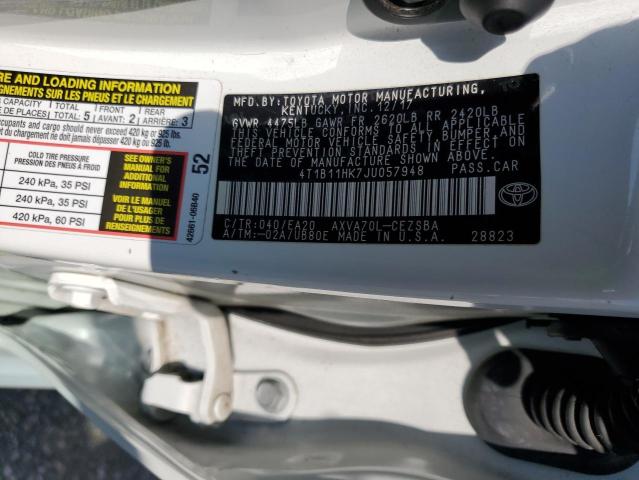 RE AND LOADING INFORMATION
SUR LES PNEUS ET LE CHARGEMENT
CAPACITY TOTAL FRONT REAR
PLACES TOTAL 5 AVANT 2 ARRIÈRE 3
occupants and cargo should never exceed 420 kg or 925 lbs.
ne doit jamais dépasser 420 kg ou 925 lb.
COLD TIRE PRESSURE
PRESSION DES PNEUS À FROID
240 kPa, 35 PSI
240 kPa, 35 PSI
420 kPa, 60 PSI
SEE OWNER'S
MANUAL FOR
ADDITIONAL
INFORMATION
VOIR LE MANUEL
DE L'USAGER
POUR PLUS DE
RENSEIGNEMENTS
52
42661-06B40
MFD.BY:TOYOTA MOTOR MANUFACTURING,
KENTUCKY, INC.12/17
GVWR 4475LB GAWR FR 2620LB RR 2420LB
THIS VEHICLE CONFORMS TO ALL APPLICABLE
FEDERAL MOTOR VEHICLE SAFETY, BUMPER, AND
THEFT PREVENTION STANDARDS IN EFFECT ON
THE DATE OF MANUFACTURE SHOWN ABOVE.
4T1B11HK7JU057948 PASS.CAR
C/TR:040/EA20 AXVA70L-CEZSBA
A/TM:-02A/UB80E MADE IN U.S.A. 28823
TOYOTA